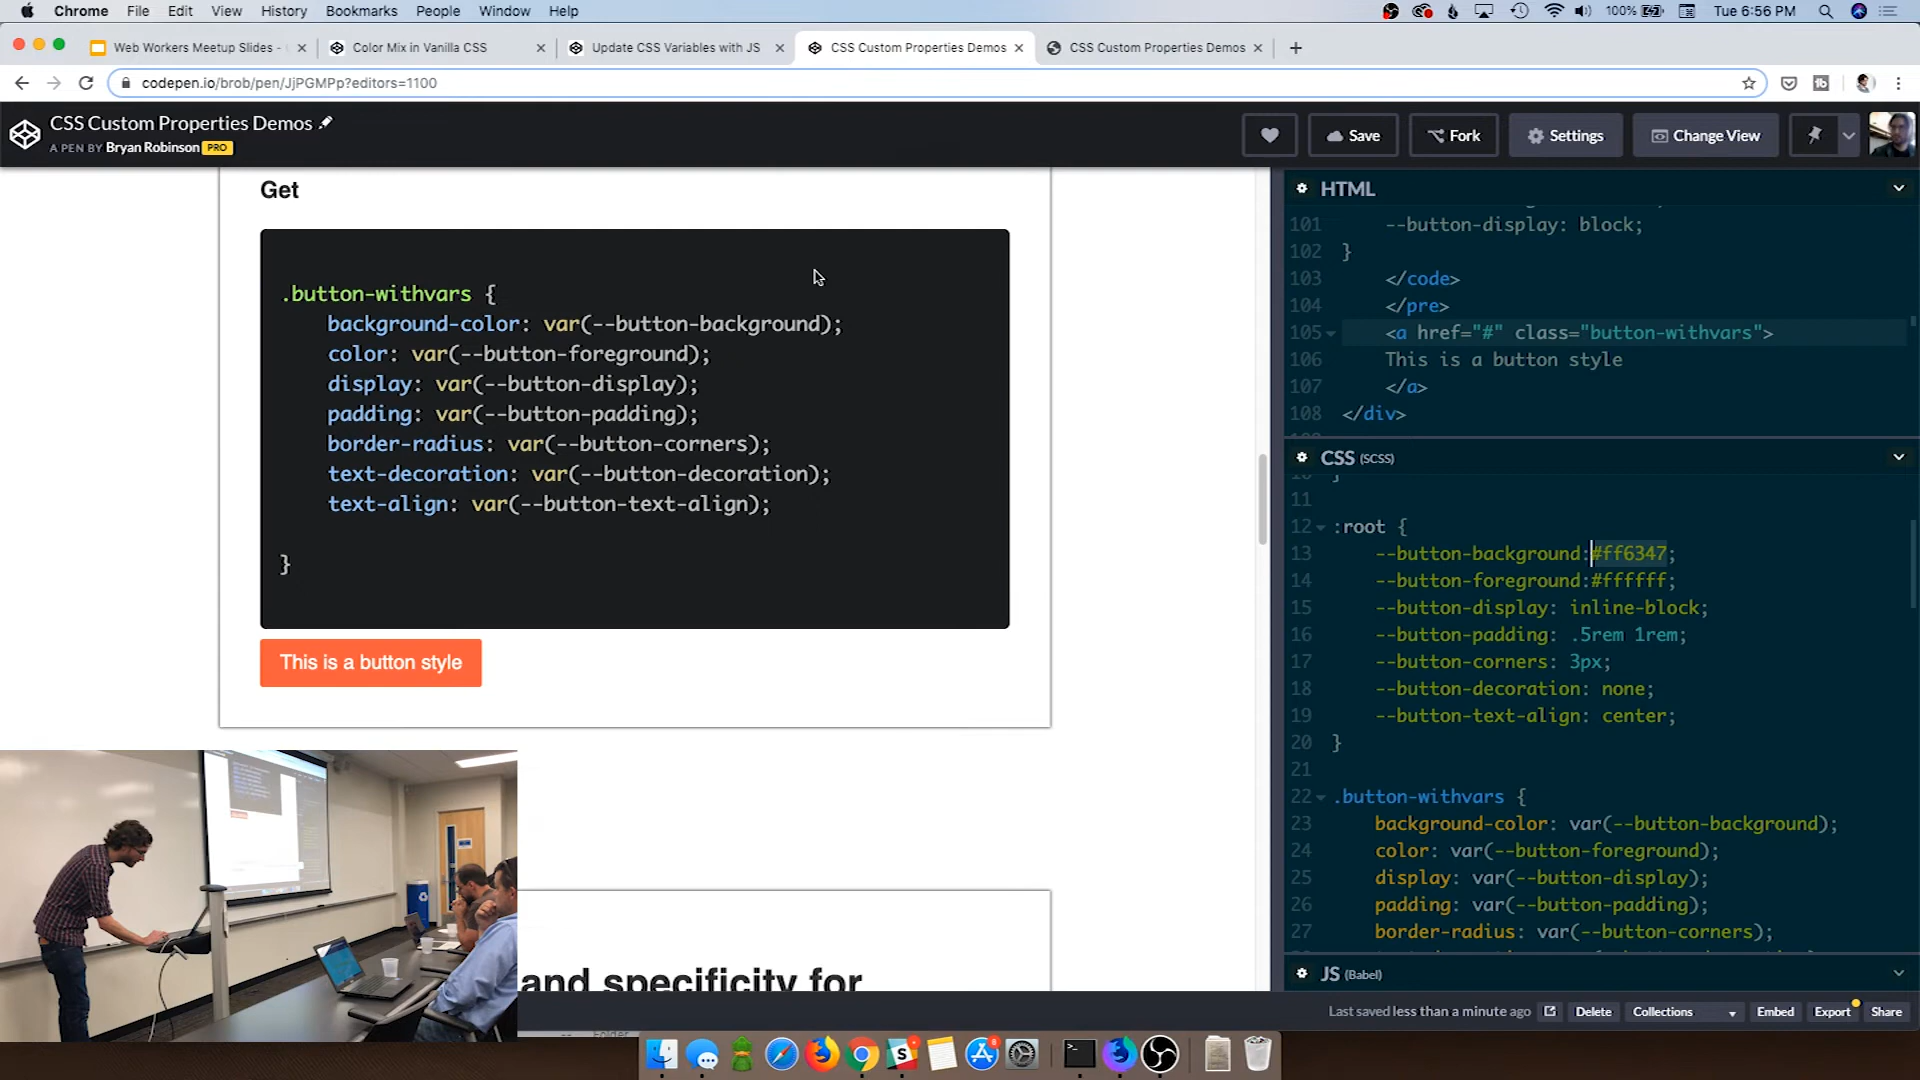 Chrome File Edit View History Bookmarks People Window Help 100% Tue 6:56 PM
Web Workers Meetup Slides - Color Mix in Vanilla CSS Update CSS Variables with JS CSS Custom Properties Demos CSS Custom Properties Demos
codepen.io/brob/pen/JjPGMPp?editors=1100
CSS Custom Properties Demos
A PEN BY Bryan Robinson PRO
Save Fork Settings Change View
Get
.button-withvars {
background-color: var(--button-background);
color: var(--button-foreground);
display: var(--button-display);
padding: var(--button-padding);
border-radius: var(--button-corners);
text-decoration: var(--button-decoration);
text-align: var(--button-text-align);
}
This is a button style
and specificity for
HTML
101 --button-display: block;
102 }
103 </code>
104 </pre>
105 <a href="#" class="button-withvars">
106 This is a button style
107 </a>
108 </div>
CSS (SCSS)
11
12 :root {
13 --button-background:#ff6347;
14 --button-foreground:#ffffff;
15 --button-display: inline-block;
16 --button-padding: .5rem 1rem;
17 --button-corners: 3px;
18 --button-decoration: none;
19 --button-text-align: center;
20 }
21
22 .button-withvars {
23 background-color: var(--button-background);
24 color: var(--button-foreground);
25 display: var(--button-display);
26 padding: var(--button-padding);
27 border-radius: var(--button-corners);
JS (Babel)
Last saved less than a minute ago Delete Collections Embed Export Share